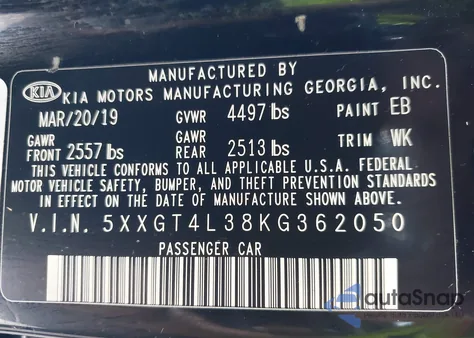 MANUFACTURED BY
KIA KIA MOTORS MANUFACTURING GEORGIA, INC.
MAR/20/19 GVWR 4497 lbs PAINT EB
GAWR FRONT 2557 lbs GAWR REAR 2513 lbs TRIM WK
THIS VEHICLE CONFORMS TO ALL APPLICABLE U.S.A. FEDERAL
MOTOR VEHICLE SAFETY, BUMPER, AND THEFT PREVENTION STANDARDS
IN EFFECT ON THE DATE OF MANUFACTURE SHOWN ABOVE.
V.I.N. 5XXGT4L38KG362050
PASSENGER CAR
autaSnap